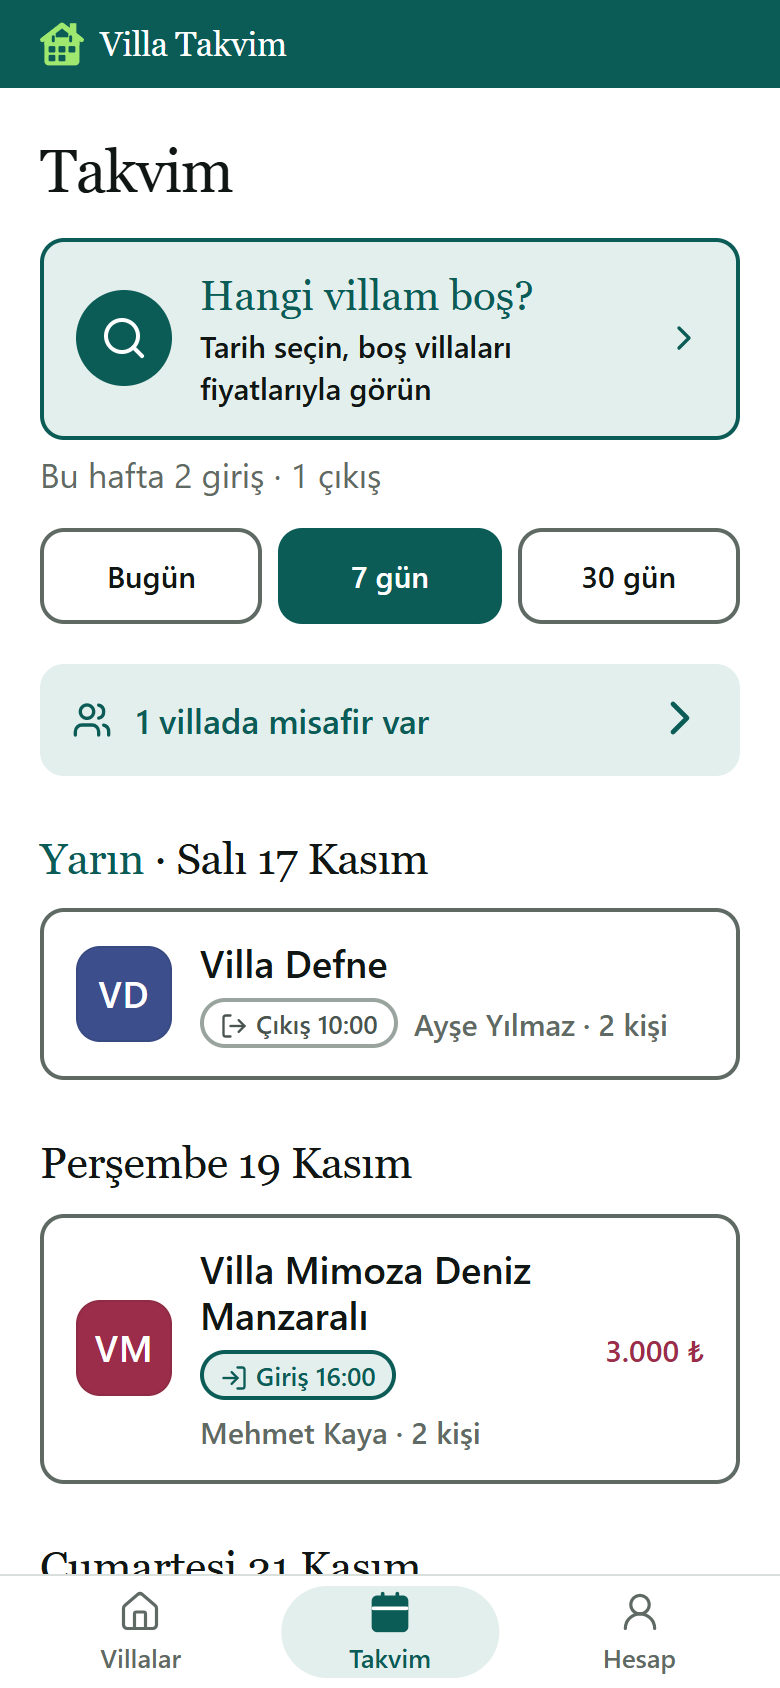 Villa Takvim
Takvim
Hangi villam boş?
Tarih seçin, boş villaları
fiyatlarıyla görün
Bu hafta 2 giriş · 1 çıkış
Bugün
7 gün
30 gün
1 villada misafir var
Yarın · Salı 17 Kasım
VD
Villa Defne
Çıkış 10:00
Ayşe Yılmaz · 2 kişi
Perşembe 19 Kasım
VM
Villa Mimoza Deniz
Manzaralı
Giriş 16:00
3.000 ₺
Mehmet Kaya · 2 kişi
Cumartesi 21 Kasım
Villalar
Takvim
Hesap